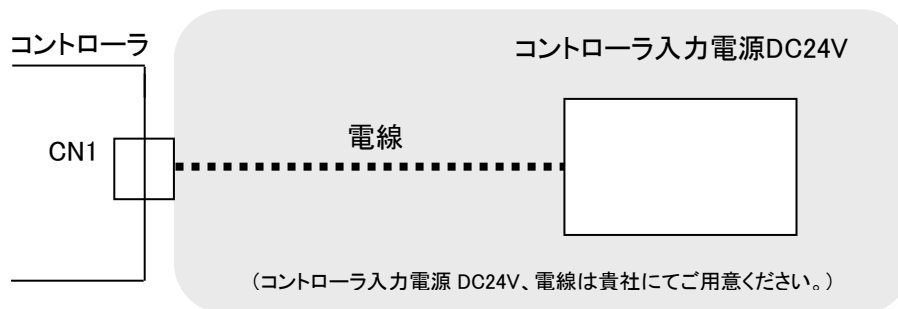 コントローラ
コントローラ入力電源DC24V
CN1
電線
(コントローラ入力電源 DC24V、電線は貴社にてご用意ください。)